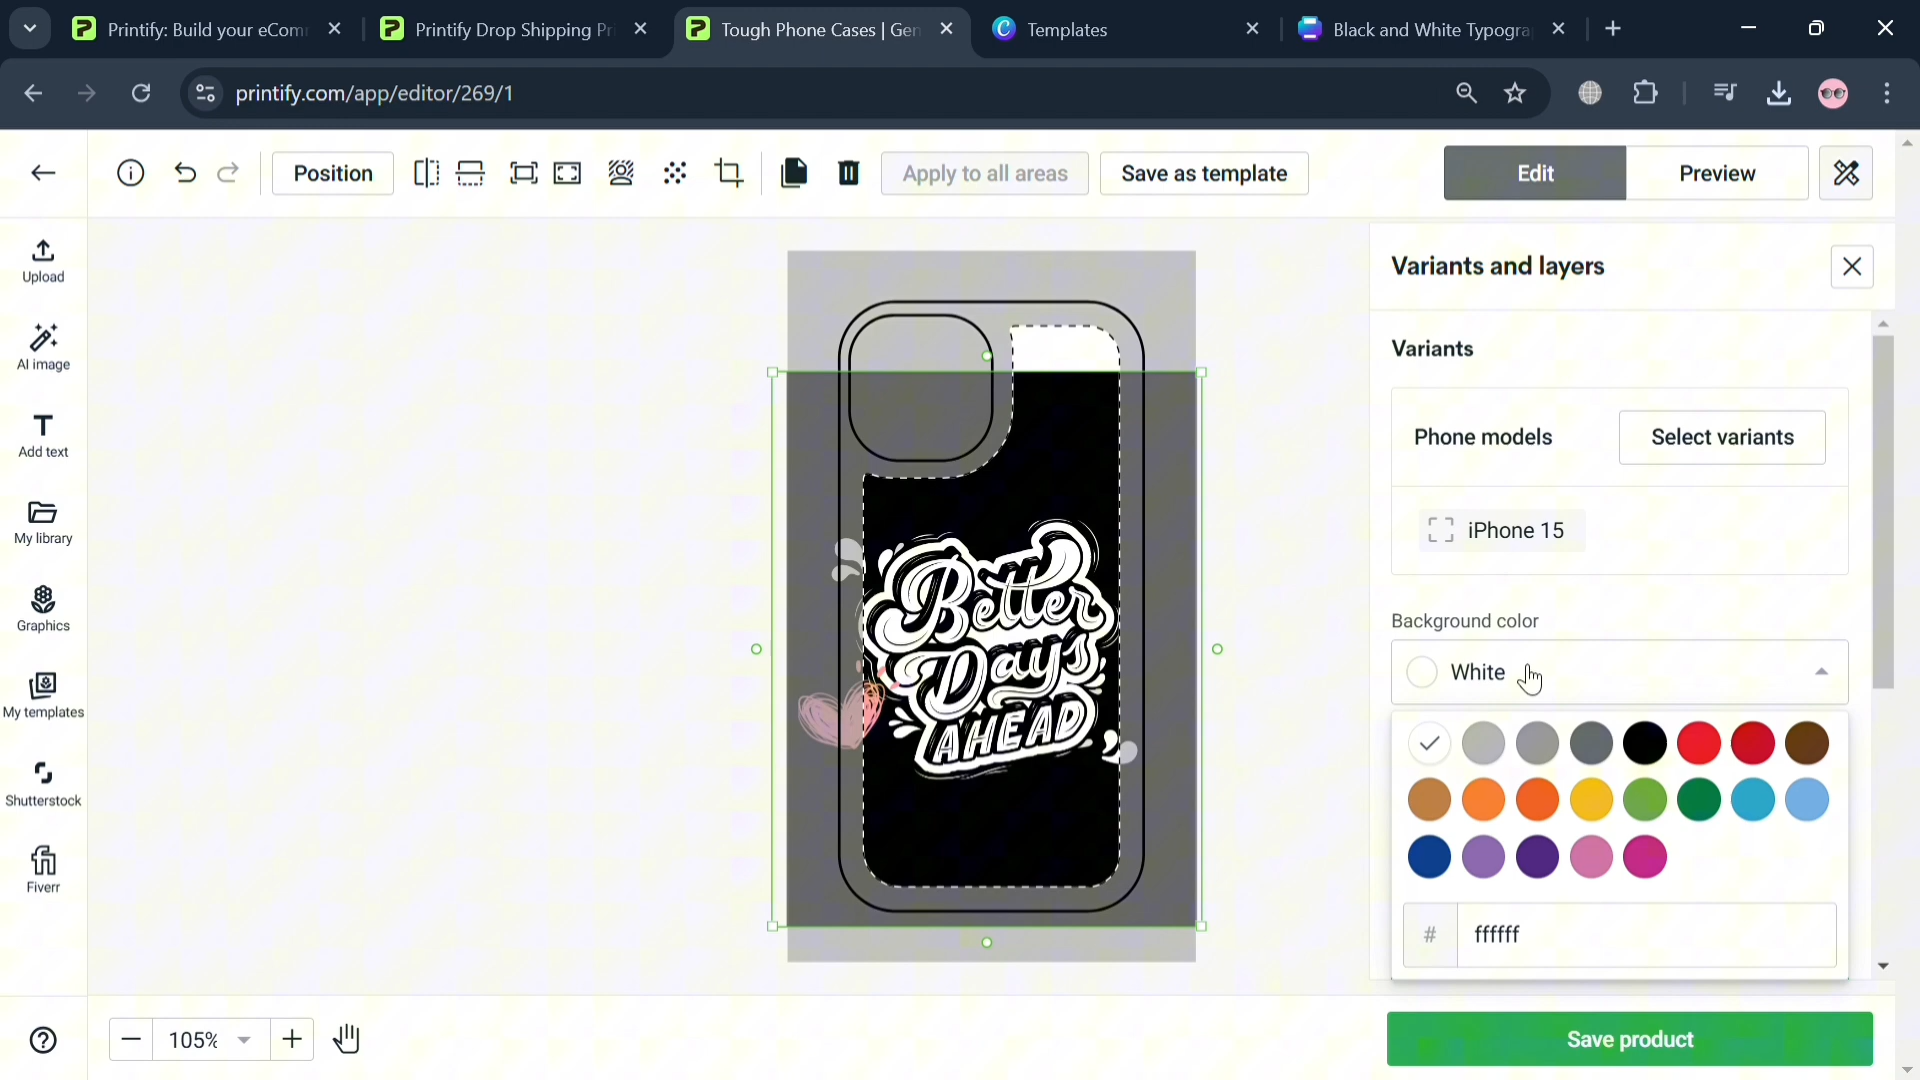 Printify: Build your eComm
Printify Drop Shipping Pri
Tough Phone Cases | Gen
Templates
Black and White Typogra
printify.com/app/editor/269/1
Position
Apply to all areas
Save as template
Edit
Preview
Upload
AI image
Add text
My library
Graphics
My templates
Shutterstock
Fiverr
Better
Days
AHEAD
Variants and layers
Variants
Phone models
Select variants
iPhone 15
Background color
White
# ffffff
105%
Save product